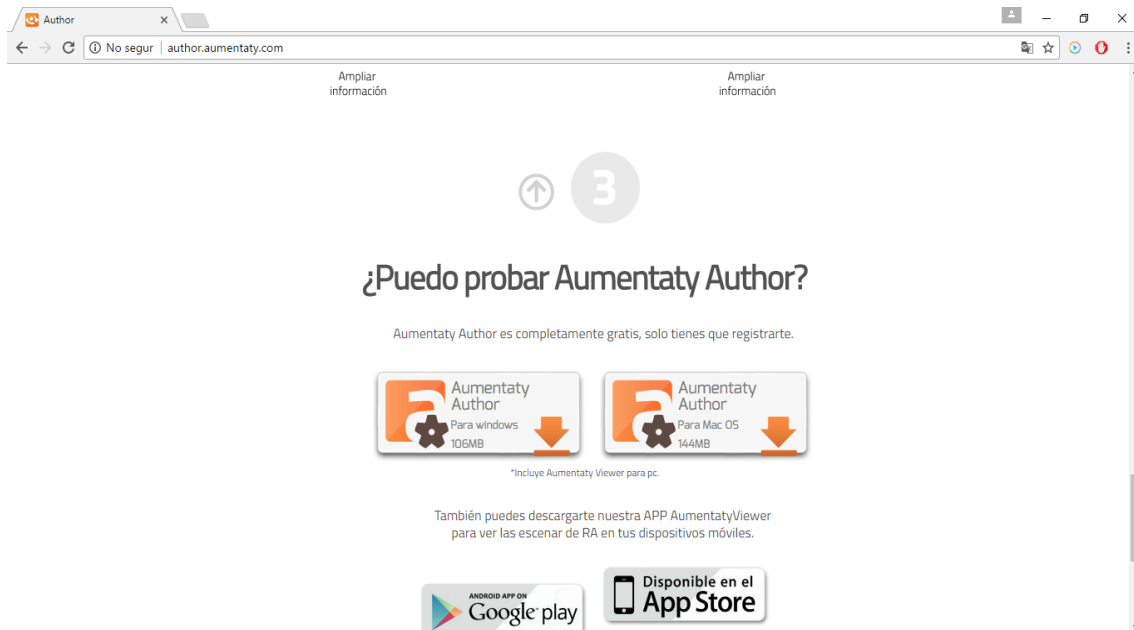 Author
No segur
author.aumentaty.com
Ampliar
información
Ampliar
información
3
¿Puedo probar Aumentaty Author?
Aumentaty Author es completamente gratis, solo tienes que registrarte.
Aumentaty
Author
Para windows
106MB
Aumentaty
Author
Para Mac OS
144MB
*Incluye Aumentaty Viewer para pc.
También puedes descargarte nuestra APP AumentatyViewer
para ver las escenar de RA en tus dispositivos móviles.
ANDROID APP ON
Google play
Disponible en el
App Store